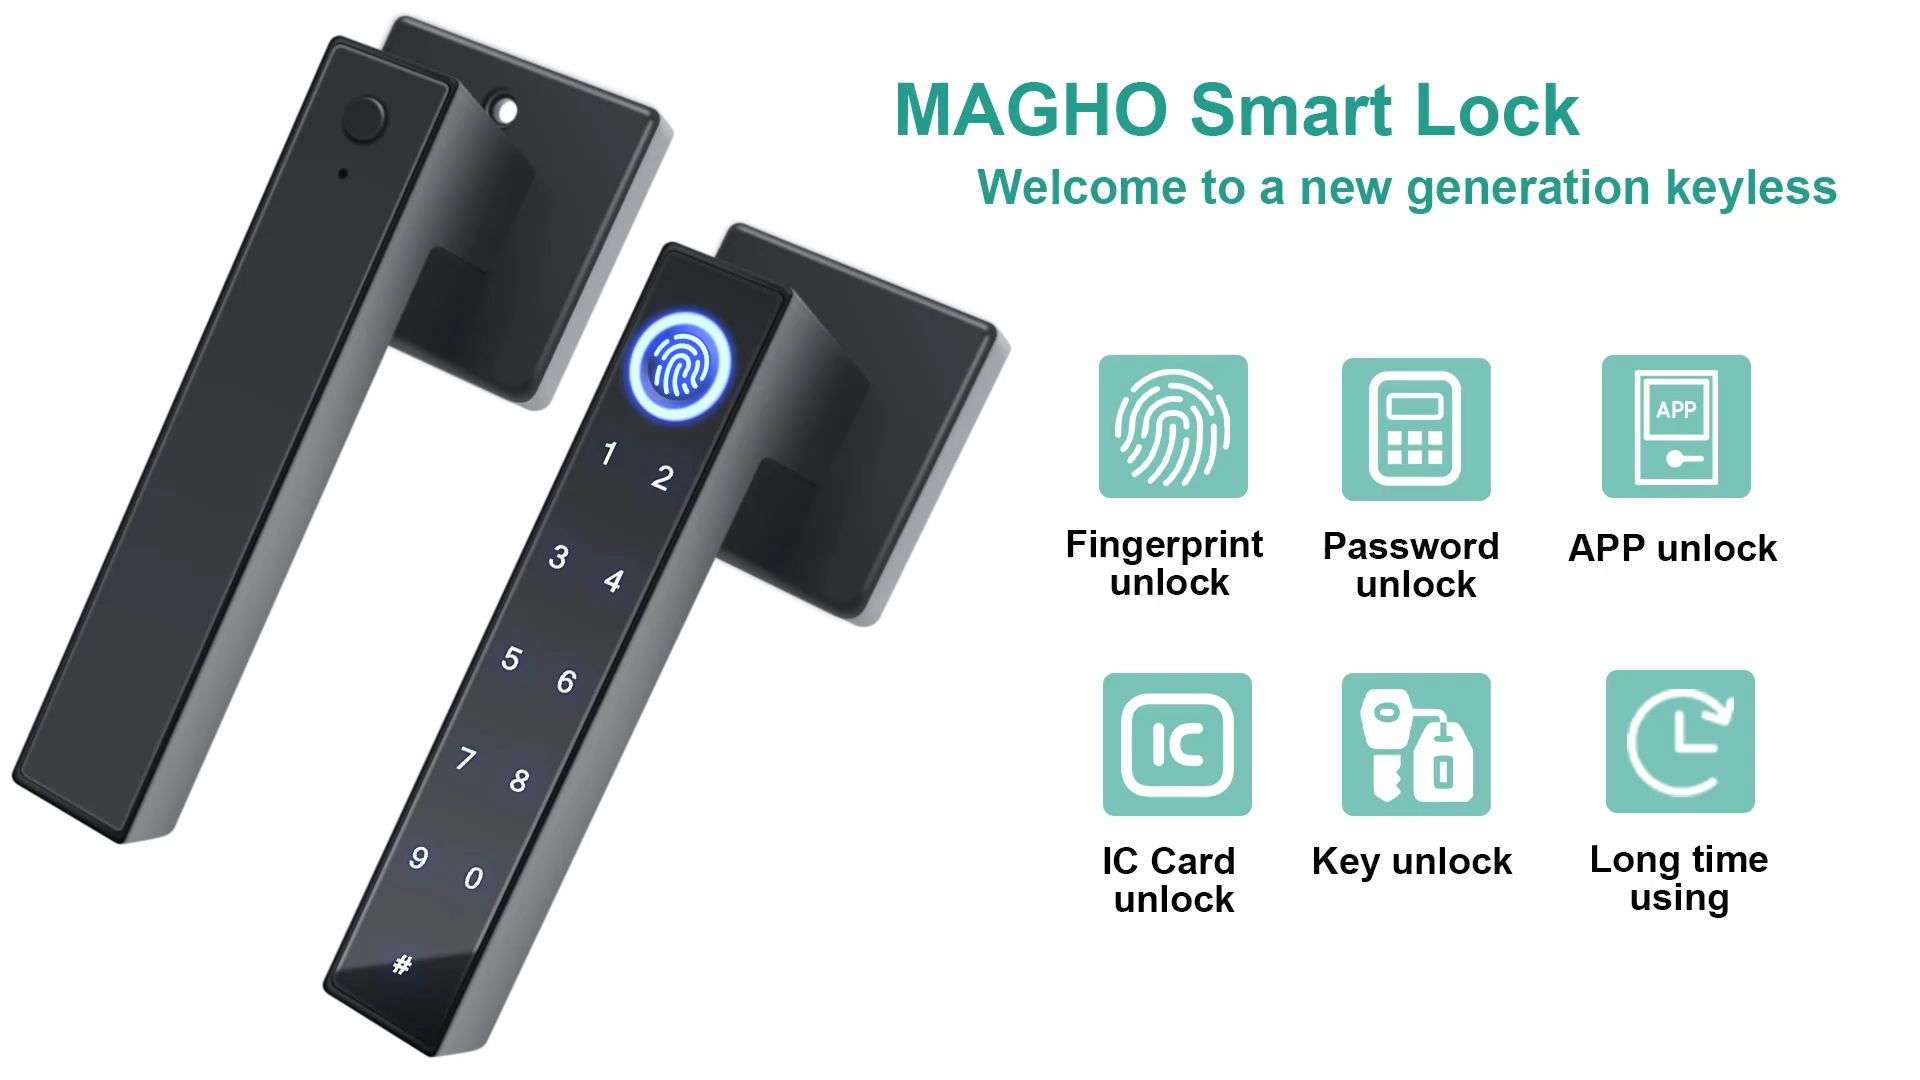 MAGHO Smart Lock
Welcome to a new generation keyless
1 2
3 4
5 6
7 8
9 0
#
APP
Fingerprint
unlock
Password
unlock
APP unlock
IC
IC Card
unlock
Key unlock
Long time
using